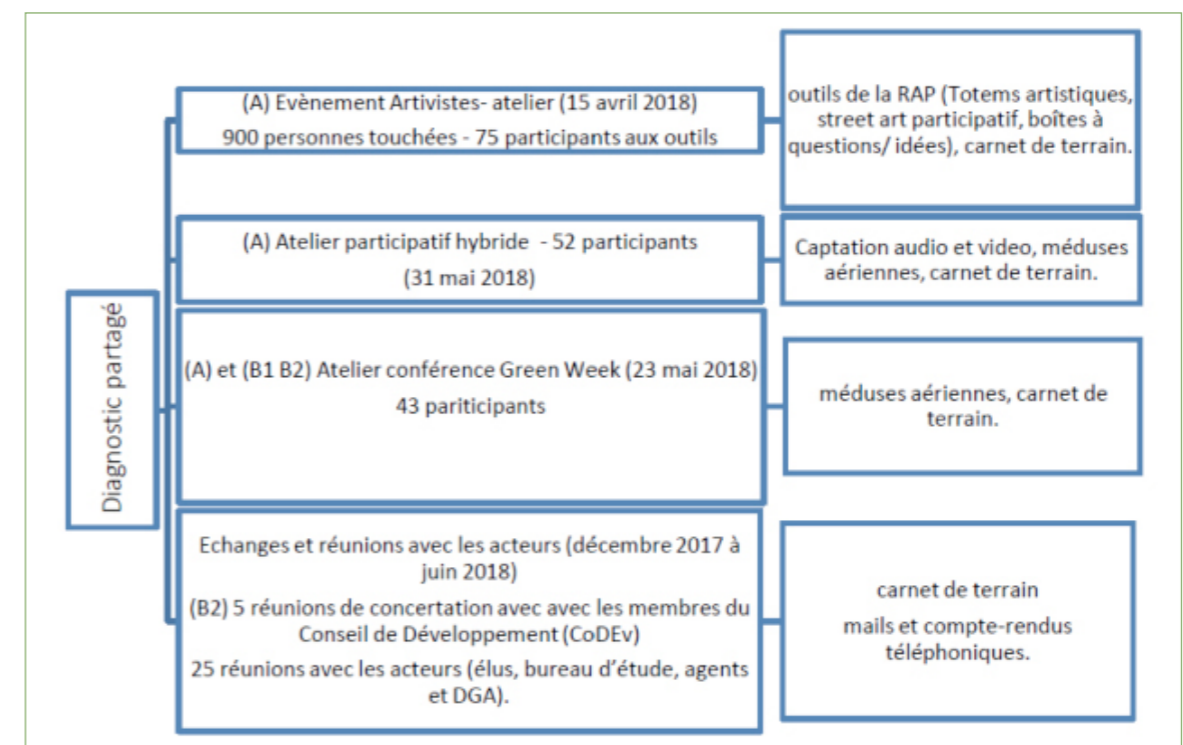 (A) Evènement Artivistes- atelier (15 avril 2018)
900 personnes touchées - 75 participants aux outils
outils de la RAP (Totems artistiques,
street art participatif, boîtes à
questions/ idées), carnet de terrain.
(A) Atelier participatif hybride - 52 participants
(31 mai 2018)
Captation audio et video, méduses
aériennes, carnet de terrain.
Diagnostic partagé
(A) et (B1 B2) Atelier conférence Green Week (23 mai 2018)
43 pariticipants
méduses aériennes, carnet de
terrain.
Echanges et réunions avec les acteurs (décembre 2017 à
juin 2018)
(B2) 5 réunions de concertation avec avec les membres du
Conseil de Développement (CoDEv)
25 réunions avec les acteurs (élus, bureau d'étude, agents
et DGA).
carnet de terrain
mails et compte-rendus
téléphoniques.